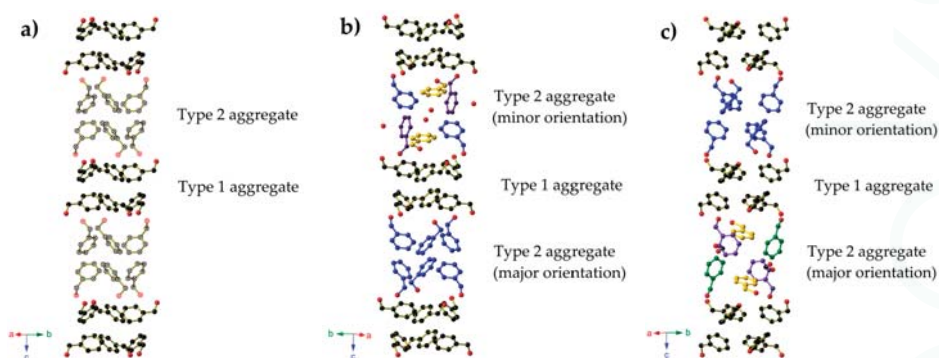 a)
Type 2 aggregate
Type 1 aggregate
a
b
c
b)
Type 2 aggregate
(minor orientation)
Type 1 aggregate
Type 2 aggregate
(major orientation)
b
a
c
c)
Type 2 aggregate
(minor orientation)
Type 1 aggregate
Type 2 aggregate
(major orientation)
a
b
c